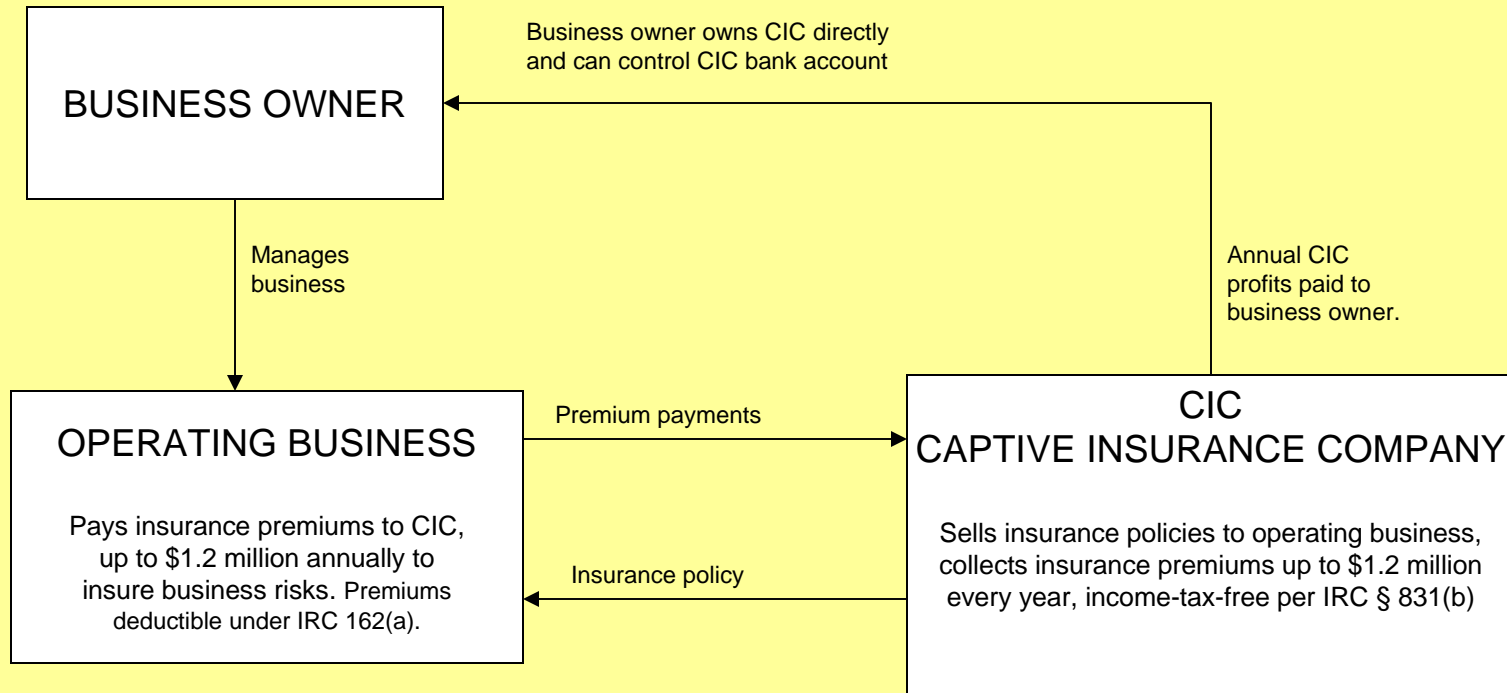 Business owner owns CIC directly
and can control CIC bank account
BUSINESS OWNER
Manages
business
Annual CIC
profits paid to
business owner.
OPERATING BUSINESS
Pays insurance premiums to CIC,
up to $1.2 million annually to
insure business risks. Premiums
deductible under IRC 162(a).
Premium payments
Insurance policy
CIC
CAPTIVE INSURANCE COMPANY
Sells insurance policies to operating business,
collects insurance premiums up to $1.2 million
every year, income-tax-free per IRC § 831(b)